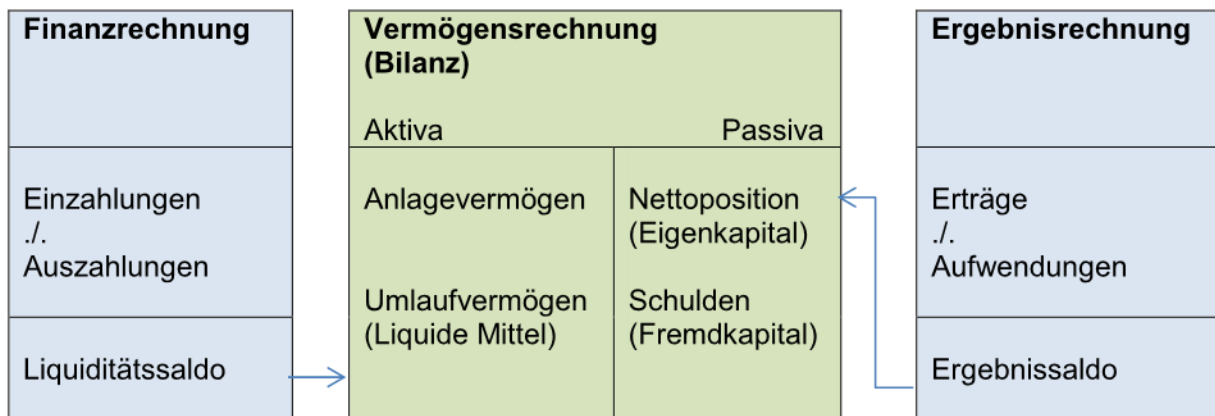 Finanzrechnung
Einzahlungen
./.
Auszahlungen
Liquiditätssaldo
Vermögensrechnung
(Bilanz)
Aktiva Passiva
Anlagevermögen
Umlaufvermögen
(Liquide Mittel)
Nettoposition
(Eigenkapital)
Schulden
(Fremdkapital)
Ergebnisrechnung
Erträge
./.
Aufwendungen
Ergebnissaldo